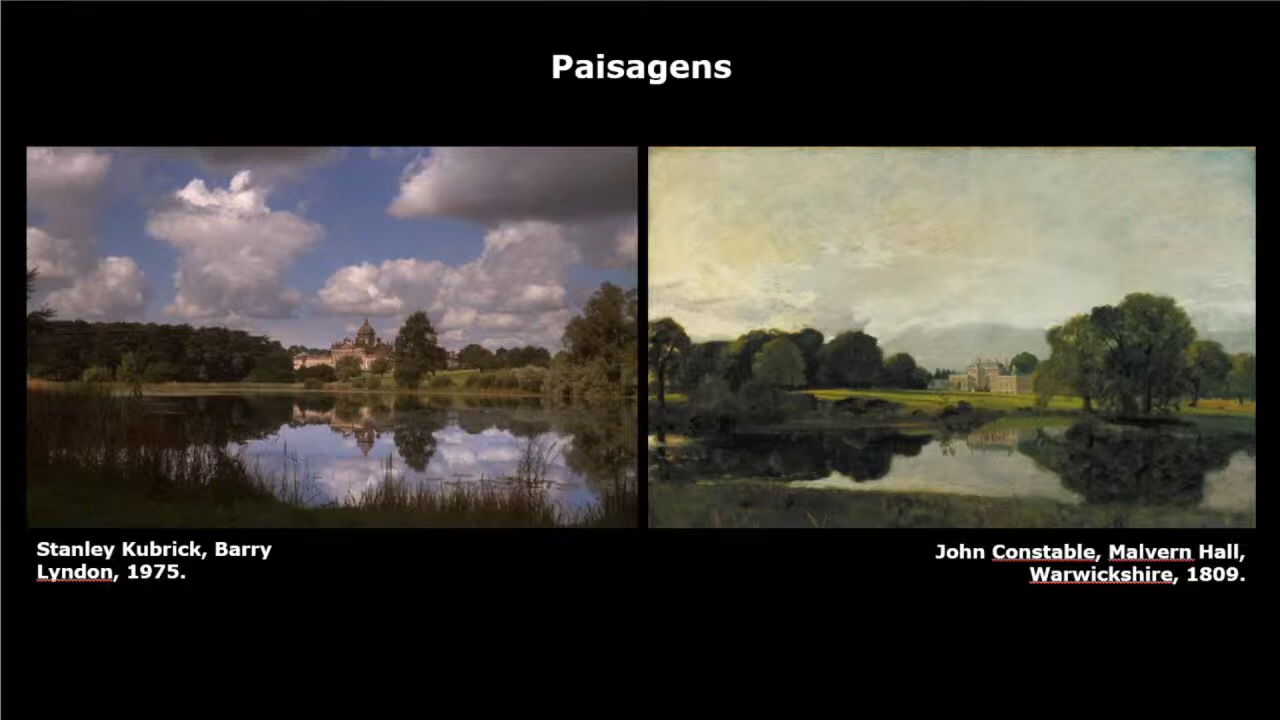 Paisagens
Stanley Kubrick, Barry
Lyndon, 1975.
John Constable, Malvern Hall,
Warwickshire, 1809.